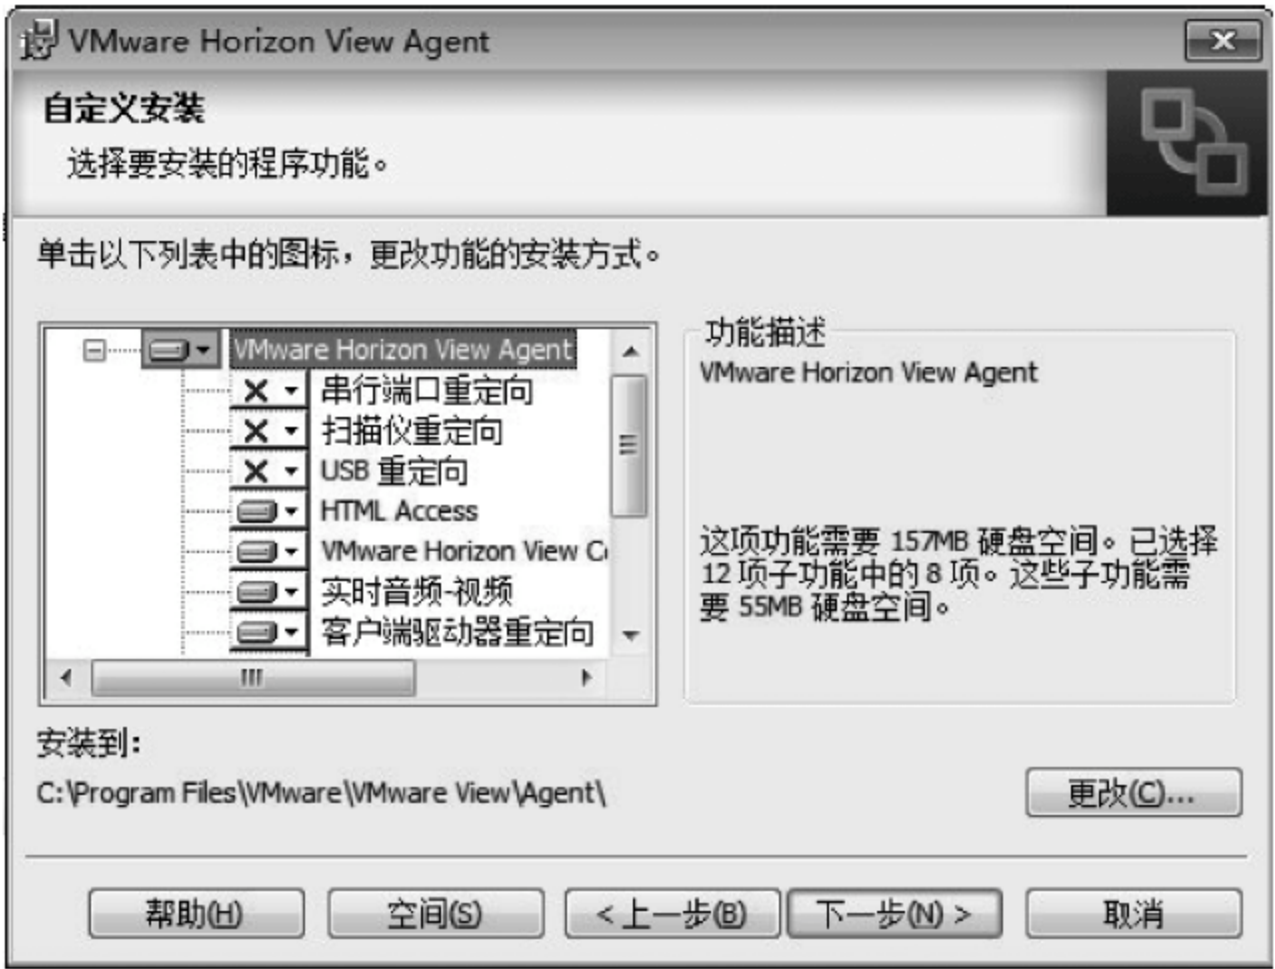 VMware Horizon View Agent
自定义安装
选择要安装的程序功能。
单击以下列表中的图标，更改功能的安装方式。
VMware Horizon View Agent
串行端口重定向
扫描仪重定向
USB 重定向
HTML Access
VMware Horizon View C
实时音频-视频
客户端驱动器重定向
功能描述
VMware Horizon View Agent
这项功能需要 157MB 硬盘空间。已选择
12 项子功能中的 8 项。这些子功能需
要 55MB 硬盘空间。
安装到：
C:\Program Files\VMware\VMware View\Agent\
更改(C)...
帮助(H)
空间(S)
< 上一步(B)
下一步(N) >
取消